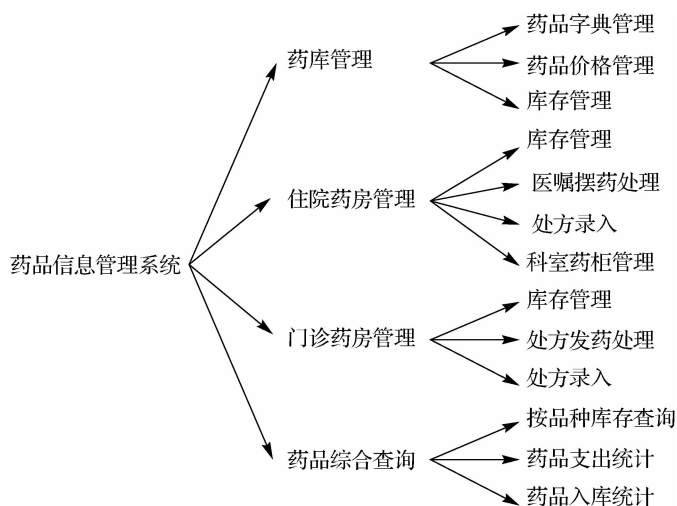 药品信息管理系统
药库管理
药品字典管理
药品价格管理
库存管理
住院药房管理
库存管理
医嘱摆药处理
处方录入
科室药柜管理
门诊药房管理
库存管理
处方发药处理
处方录入
药品综合查询
按品种库存查询
药品支出统计
药品入库统计